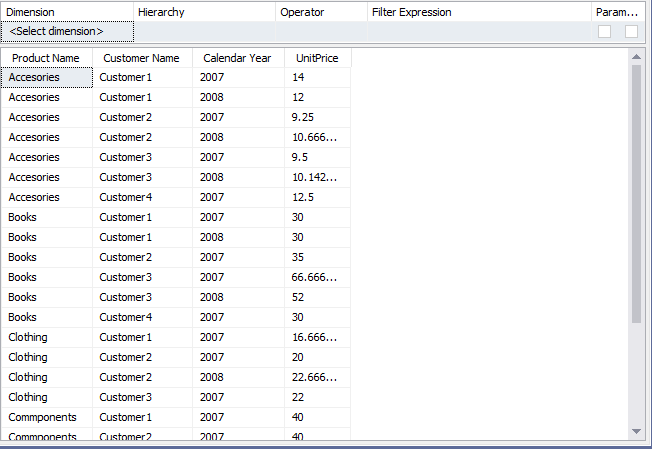 Dimension Hierarchy Operator Filter Expression Param...
<Select dimension>
Product Name Customer Name Calendar Year UnitPrice
Accesories Customer1 2007 14
Accesories Customer1 2008 12
Accesories Customer2 2007 9.25
Accesories Customer2 2008 10.666...
Accesories Customer3 2007 9.5
Accesories Customer3 2008 10.142...
Accesories Customer4 2007 12.5
Books Customer1 2007 30
Books Customer1 2008 30
Books Customer2 2007 35
Books Customer3 2007 66.666...
Books Customer3 2008 52
Books Customer4 2007 30
Clothing Customer1 2007 16.666...
Clothing Customer2 2007 20
Clothing Customer2 2008 22.666...
Clothing Customer3 2007 22
Commponents Customer1 2007 40
Commponents Customer2 2007 40